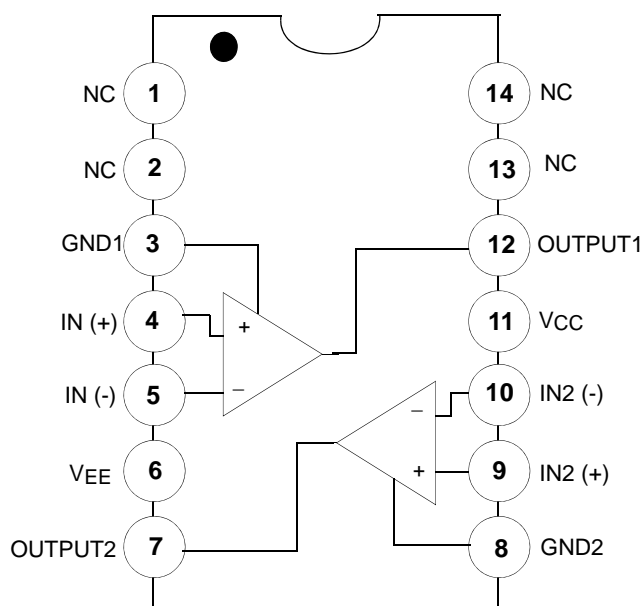 NC 1
14 NC
NC 2
13 NC
GND1 3
12 OUTPUT1
IN (+) 4
+
11 VCC
IN (-) 5
−
10 IN2 (-)
−
VEE 6
+
9 IN2 (+)
OUTPUT2 7
8 GND2